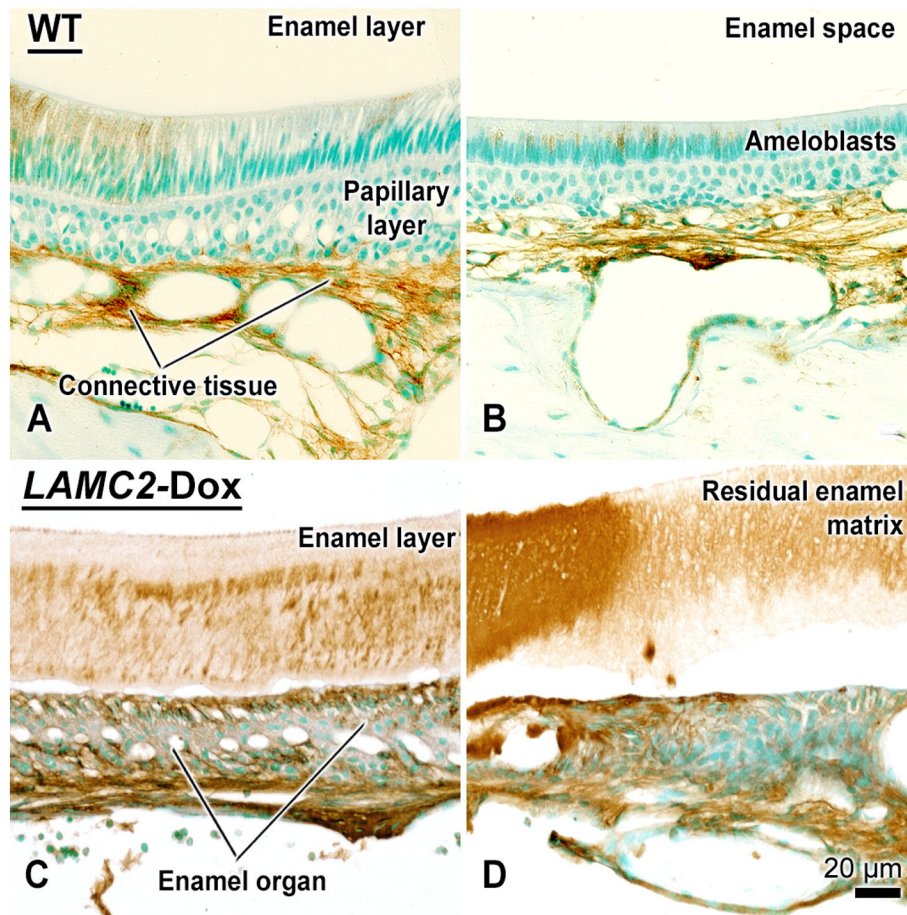 WT
Enamel layer
Enamel space
Ameloblasts
Papillary
layer
Connective tissue
A
B
LAMC2-Dox
Enamel layer
Residual enamel
matrix
Enamel organ
C
D
20 µm